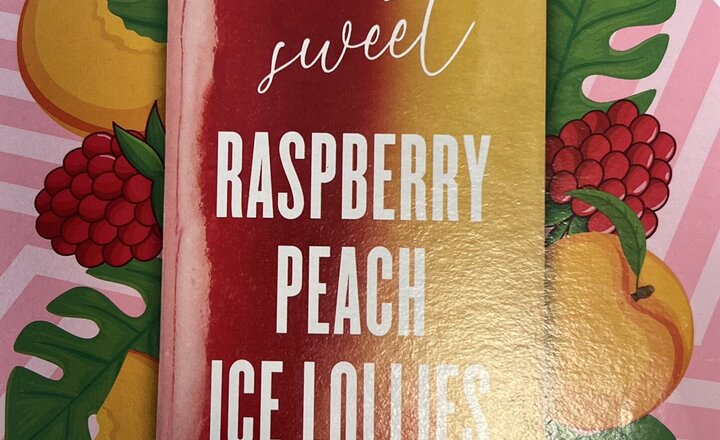 sweet
RASPBERRY
PEACH
ICE LOLLIES